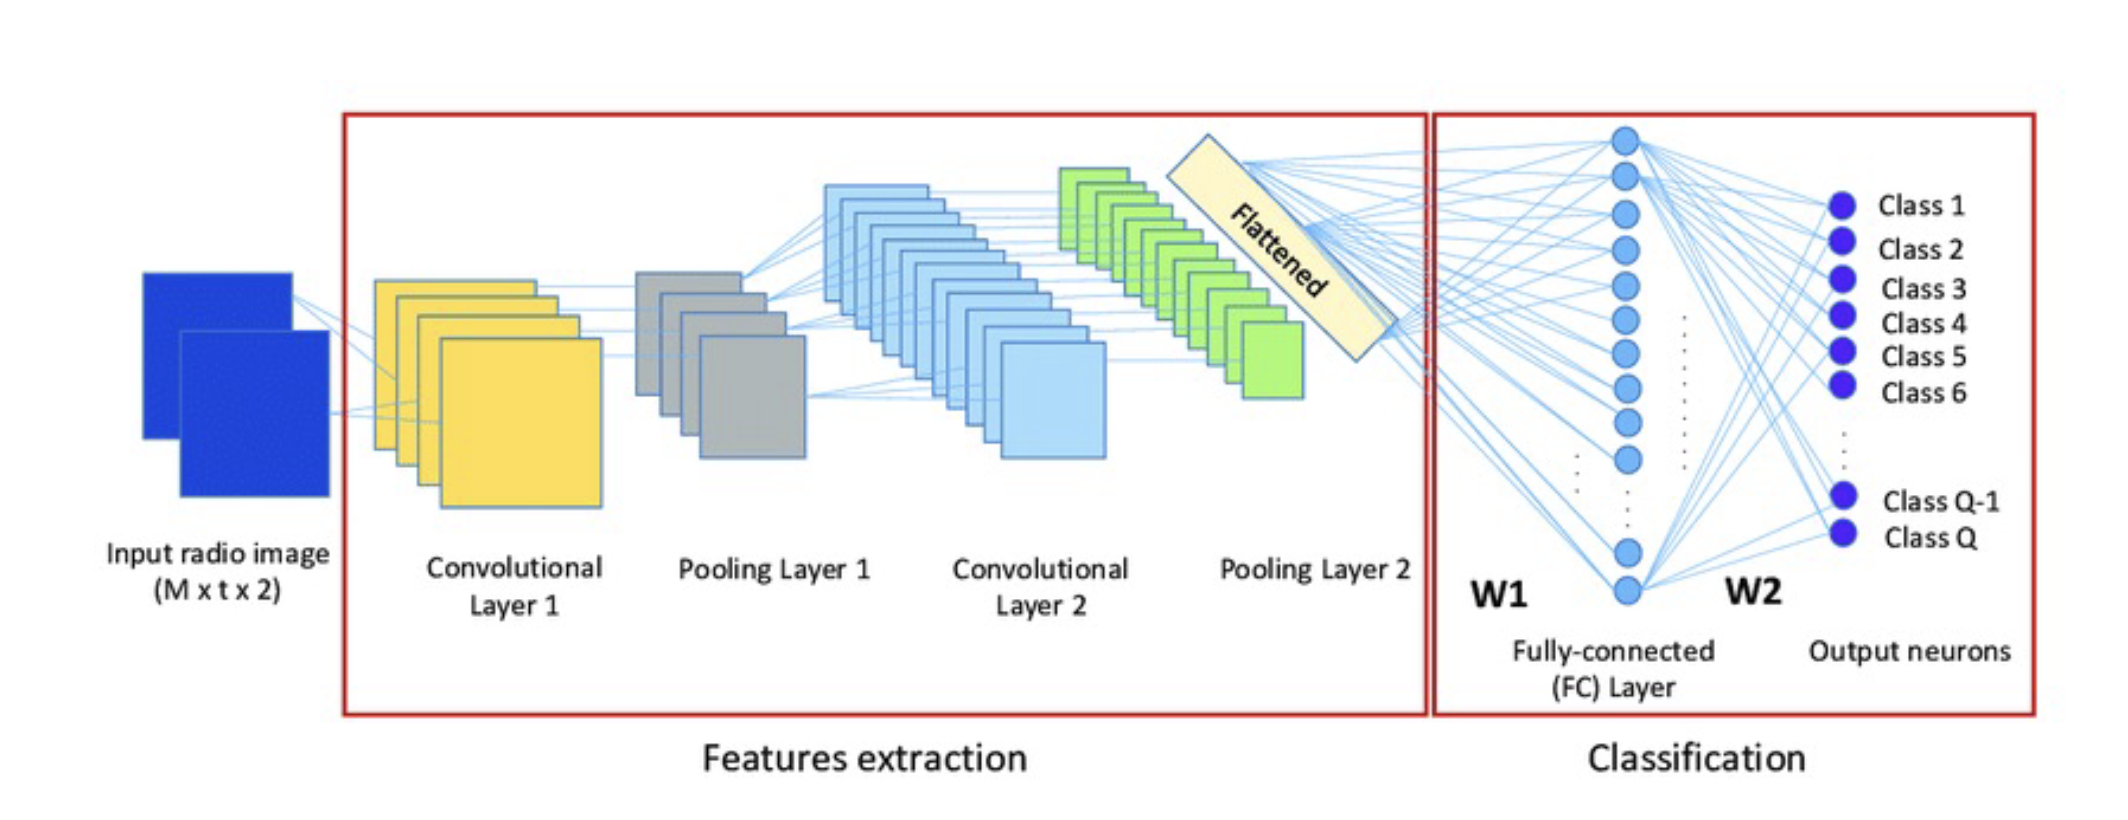 Input radio image
(M x t x 2)
Convolutional
Layer 1
Pooling Layer 1
Convolutional
Layer 2
Pooling Layer 2
Flattened
W1
W2
Fully-connected
(FC) Layer
Output neurons
Class 1
Class 2
Class 3
Class 4
Class 5
Class 6
Class Q-1
Class Q
Features extraction
Classification